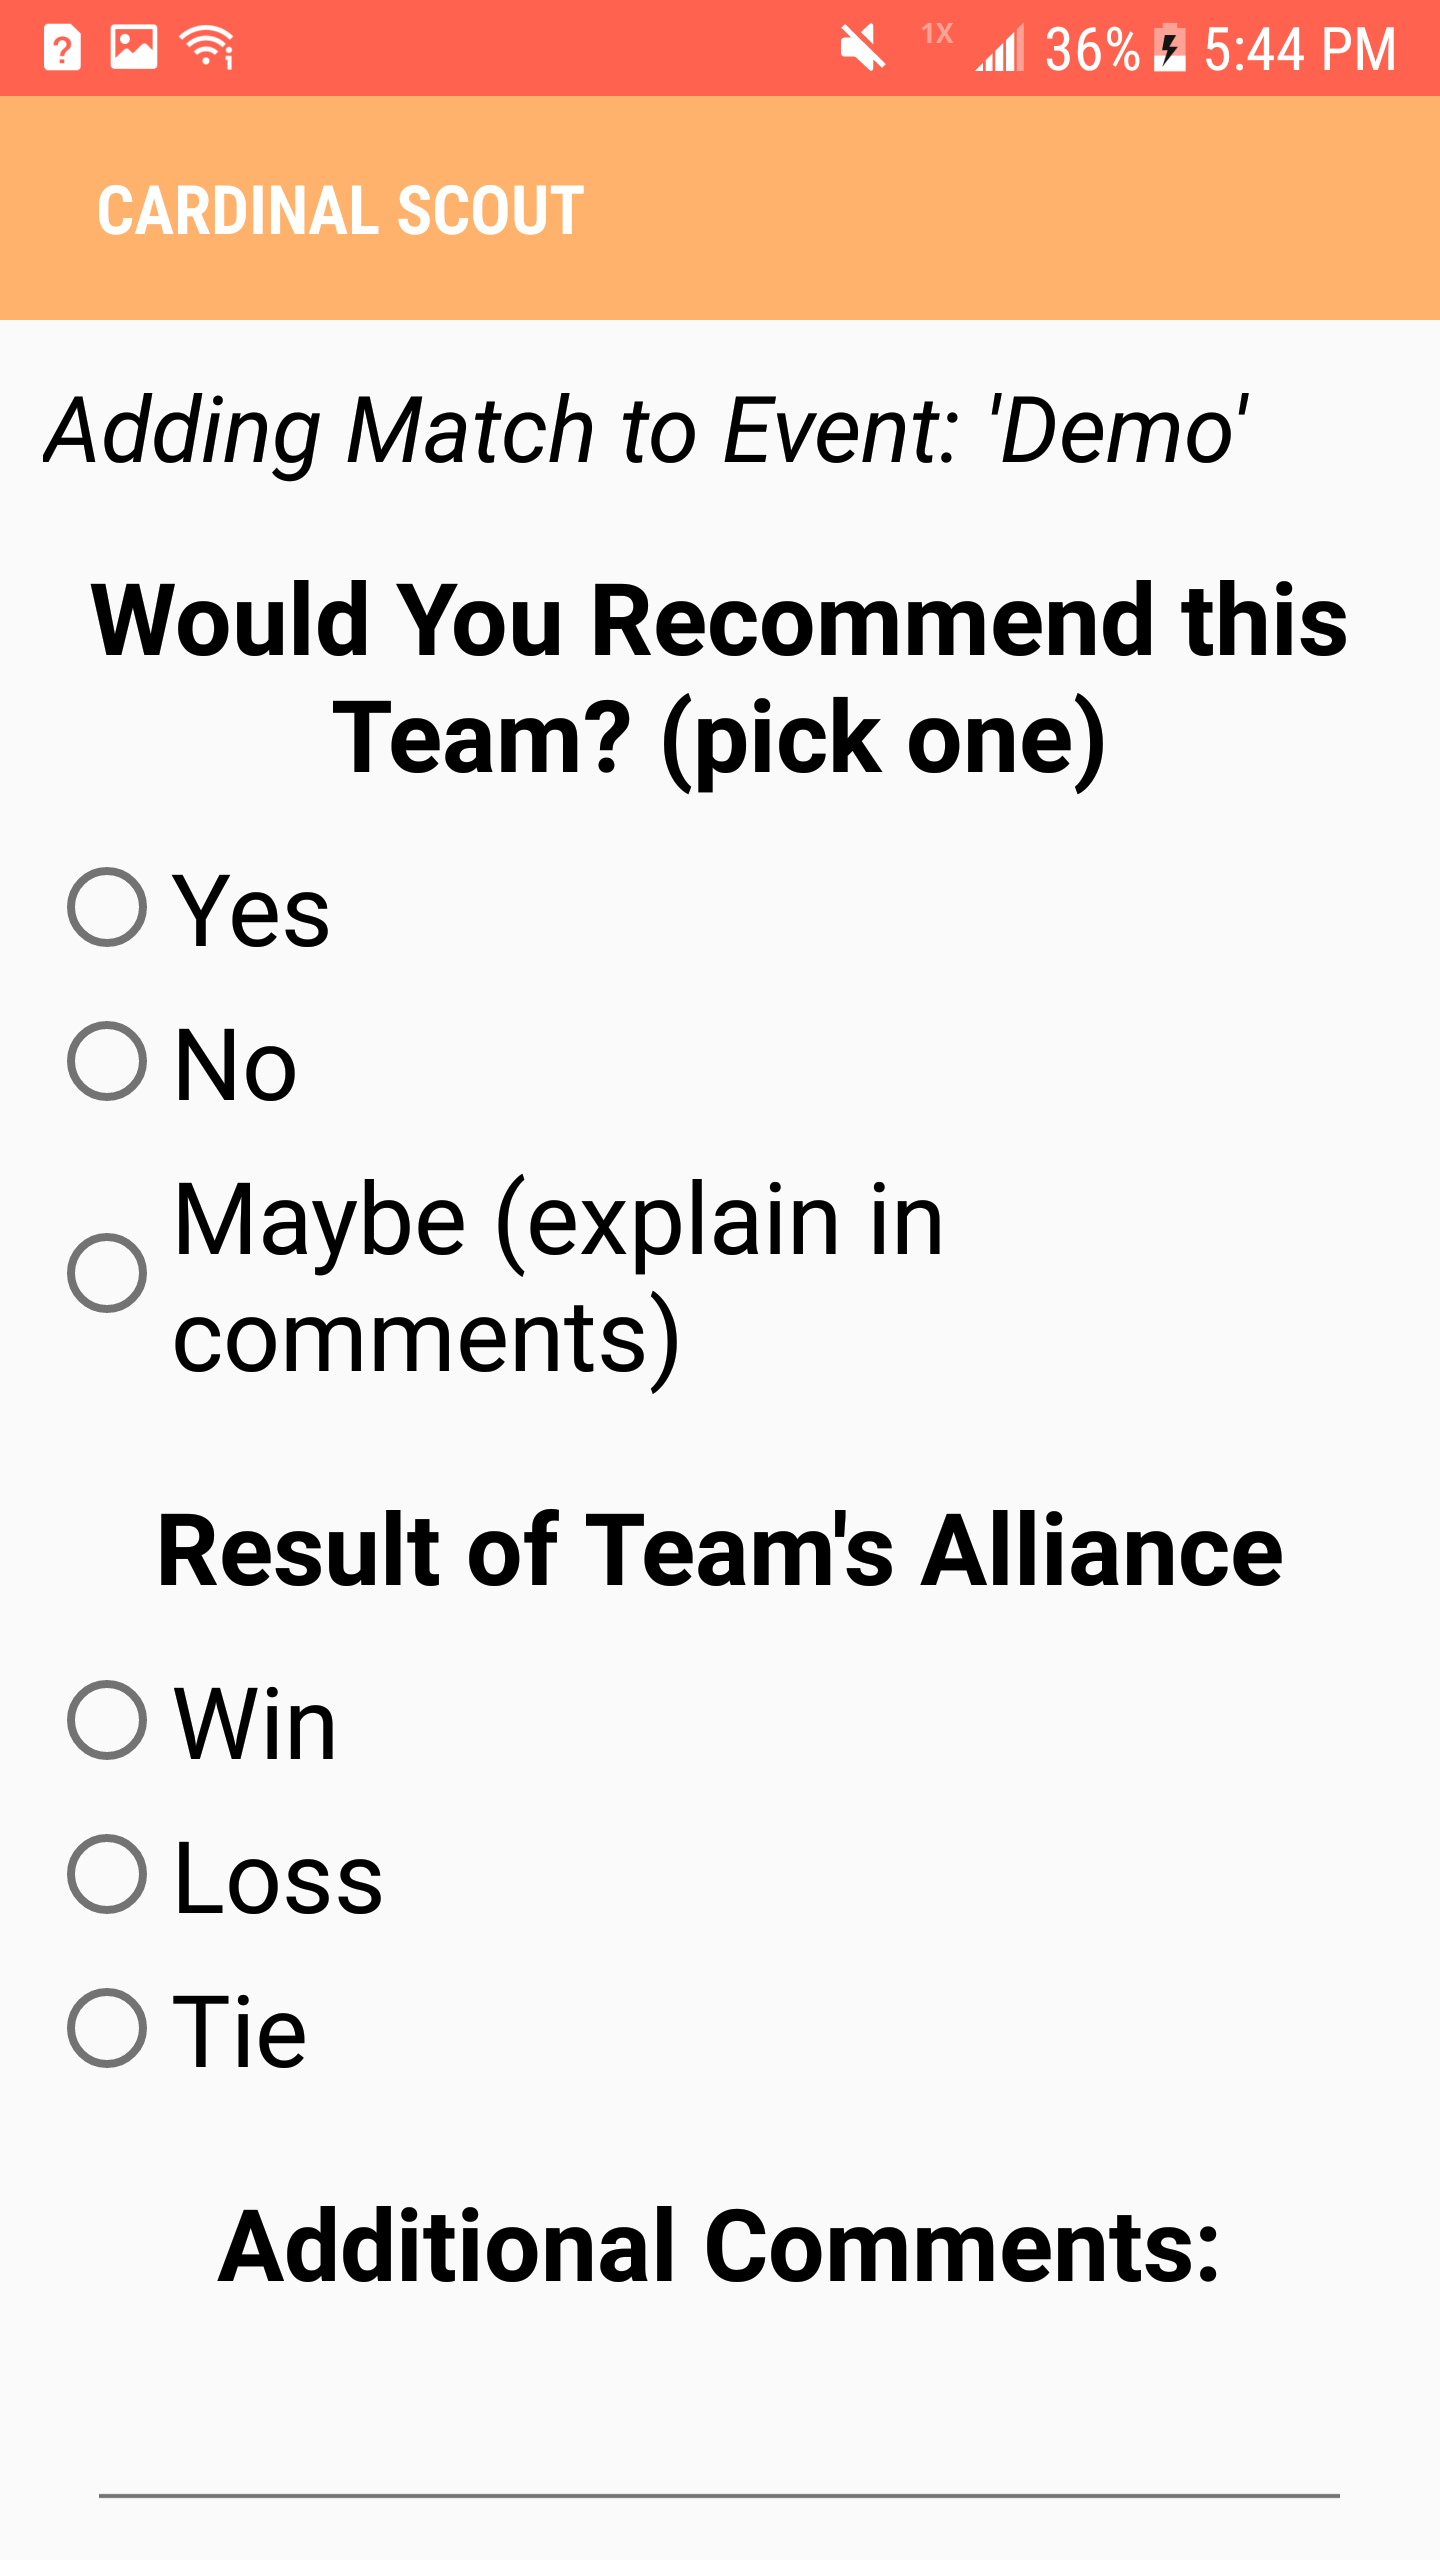 1X 36% 5:44 PM
CARDINAL SCOUT
Adding Match to Event: 'Demo'
Would You Recommend this
Team? (pick one)
Yes
No
Maybe (explain in
comments)
Result of Team's Alliance
Win
Loss
Tie
Additional Comments: